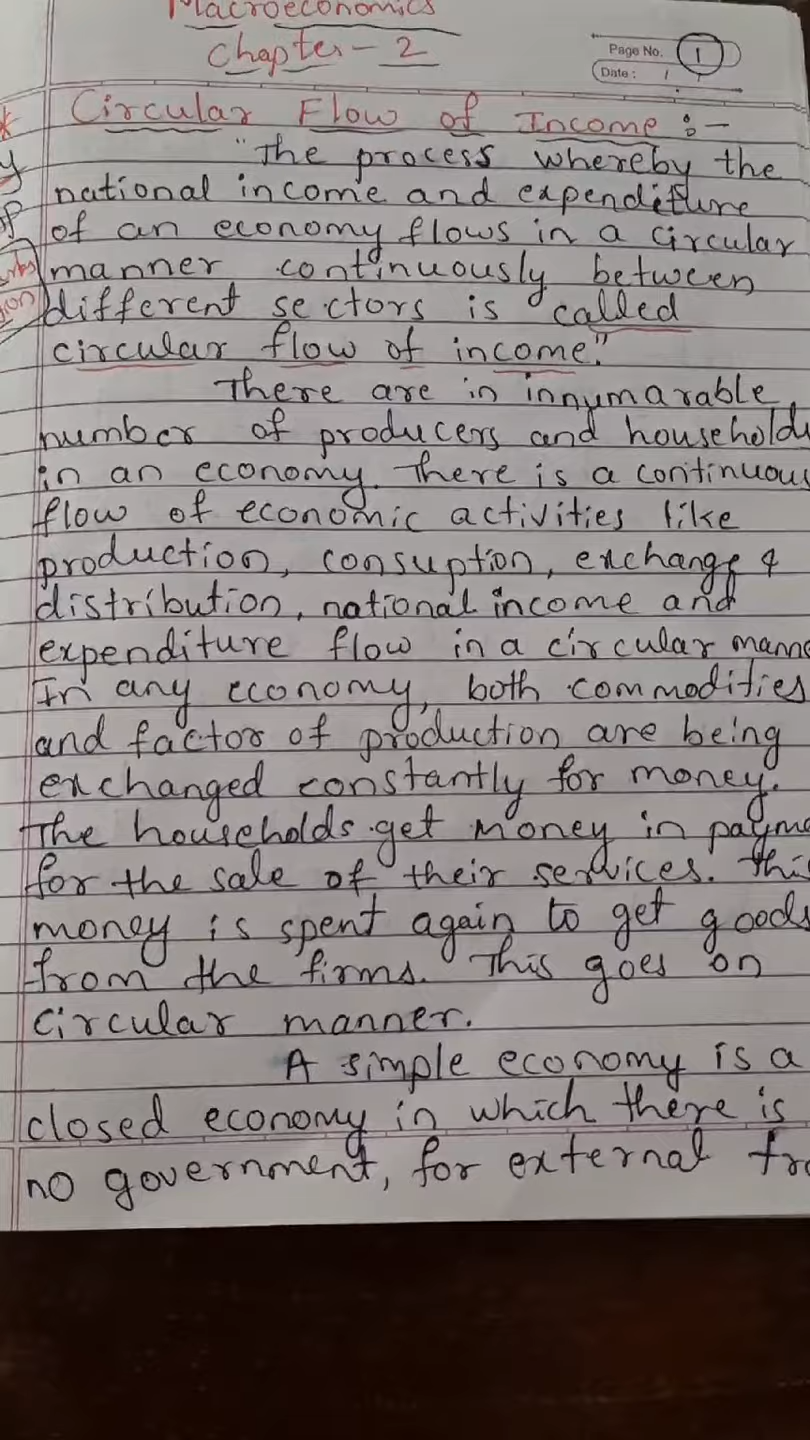 Macroeconomics
Chapter - 2
Page No. 1
Date : / /
* Circular Flow of Income :-
"The process whereby the
national income and expenditure
of an economy flows in a circular
manner continuously between
different sectors is called
circular flow of income."
There are in innumarable
number of producers and
in an economy. There is a continuous
flow of economic activities like
production, consuption, exchange &
distribution, national income and
expenditure flow in a circular
In any economy, both commodities
and factor of production are being
exchanged constantly for money.
The households get money in
for the sale of their services.
money is spent again to get goods
from the firms. This goes on
circular manner.
A simple economy is a
closed economy in which there is
no government, for external